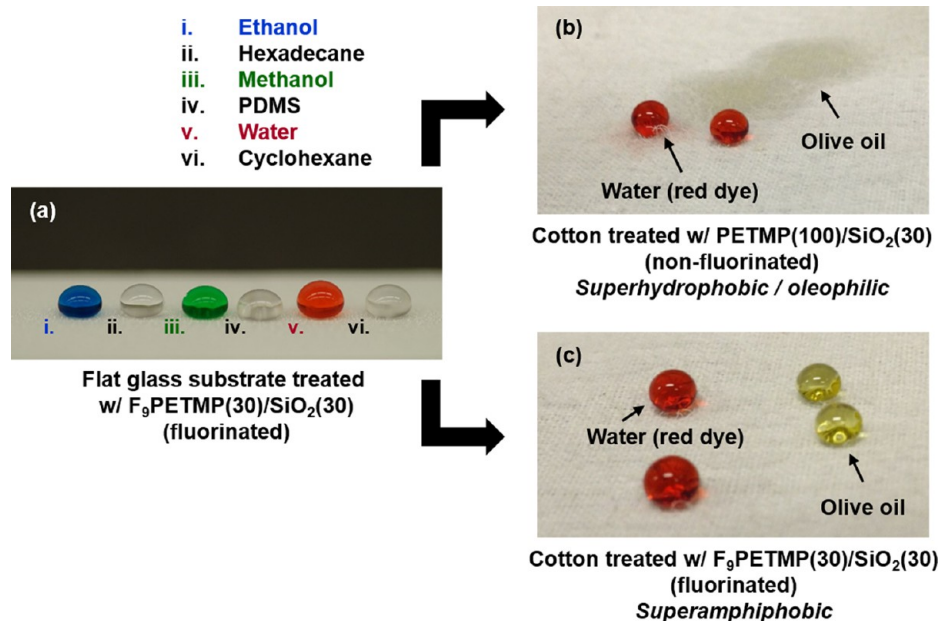 i. Ethanol
ii. Hexadecane
iii. Methanol
iv. PDMS
v. Water
vi. Cyclohexane
(a)
i. ii. iii. iv. v. vi.
Flat glass substrate treated
w/ F₉PETMP(30)/SiO₂(30)
(fluorinated)
(b)
Olive oil
Water (red dye)
Cotton treated w/ PETMP(100)/SiO₂(30)
(non-fluorinated)
Superhydrophobic / oleophilic
(c)
Water (red dye)
Olive oil
Cotton treated w/ F₉PETMP(30)/SiO₂(30)
(fluorinated)
Superamphiphobic